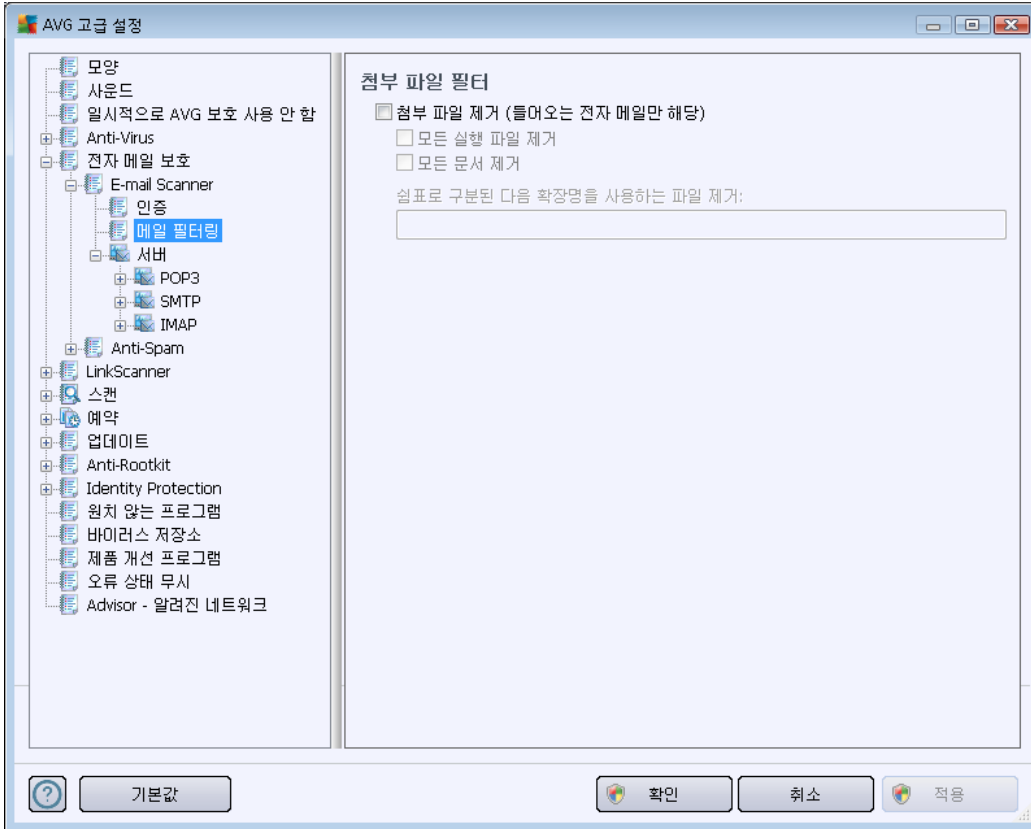 AVG 고급 설정
모양
사운드
일시적으로 AVG 보호 사용 안 함
Anti-Virus
전자 메일 보호
E-mail Scanner
인증
메일 필터링
서버
POP3
SMTP
IMAP
Anti-Spam
LinkScanner
스캔
예약
업데이트
Anti-Rootkit
Identity Protection
원치 않는 프로그램
바이러스 저장소
제품 개선 프로그램
오류 상태 무시
Advisor - 알려진 네트워크
첨부 파일 필터
첨부 파일 제거 (들어오는 전자 메일만 해당)
모든 실행 파일 제거
모든 문서 제거
쉼표로 구분된 다음 확장명을 사용하는 파일 제거:
기본값
확인
취소
적용